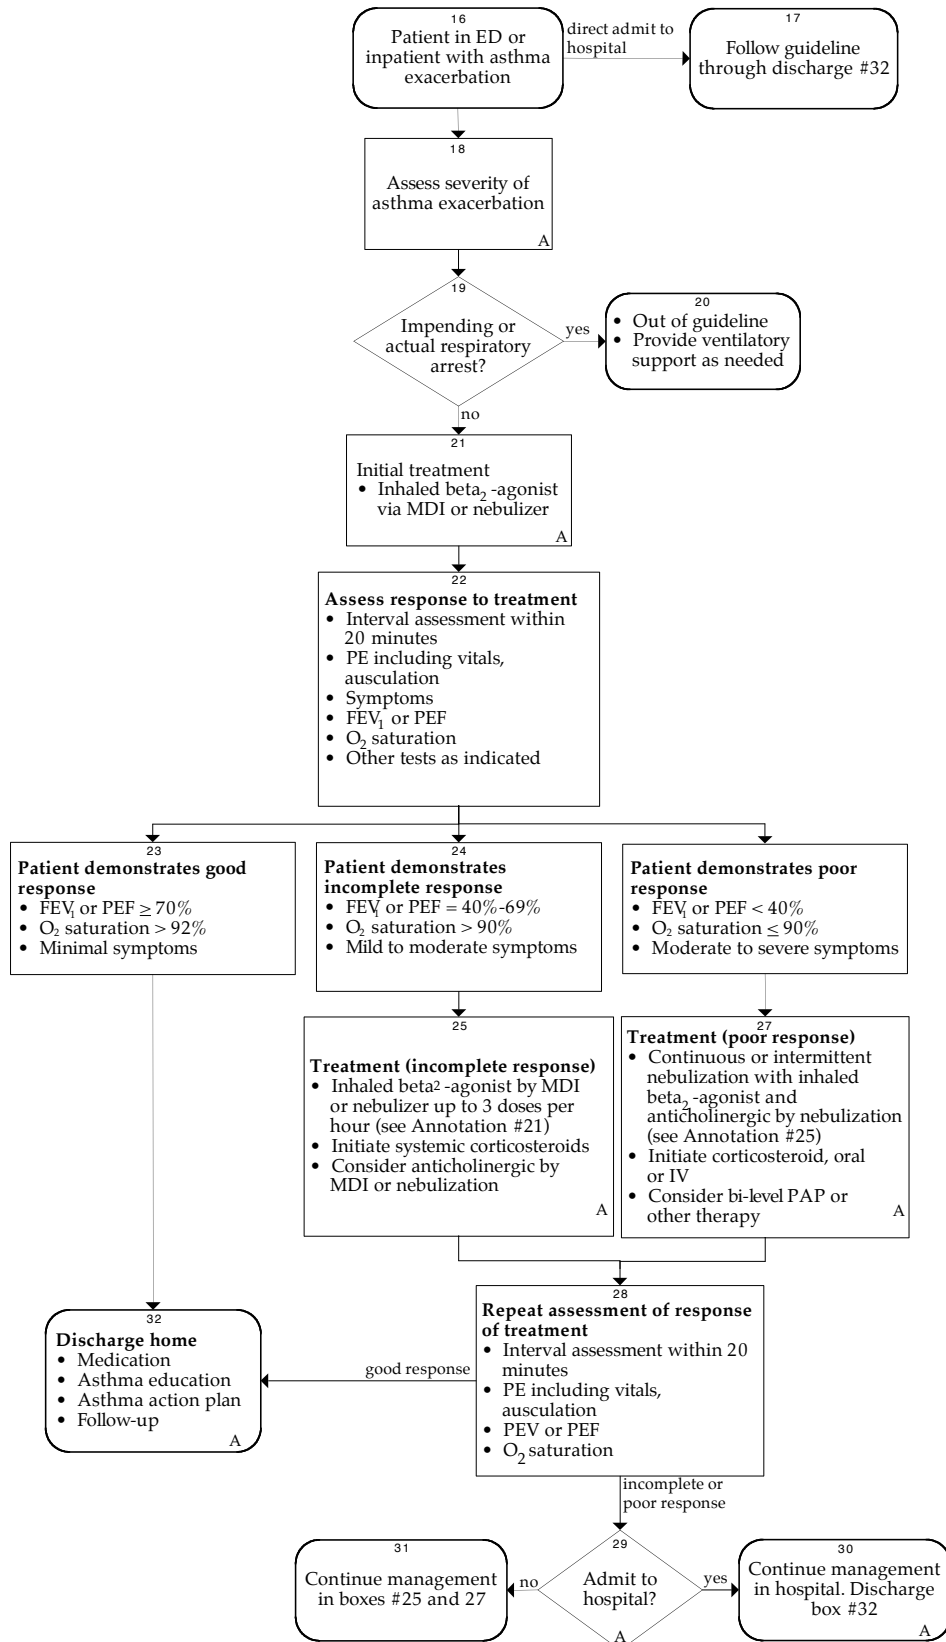 16
Patient in ED or
inpatient with asthma
exacerbation
direct admit to
hospital
17
Follow guideline
through discharge #32
18
Assess severity of
asthma exacerbation
A
19
Impending or
actual respiratory
arrest?
yes
20
• Out of guideline
• Provide ventilatory
support as needed
no
21
Initial treatment
• Inhaled beta2 -agonist
via MDI or nebulizer
A
22
Assess response to treatment
• Interval assessment within
20 minutes
• PE including vitals,
ausculation
• Symptoms
• FEV1 or PEF
• O2 saturation
• Other tests as indicated
23
Patient demonstrates good
response
• FEV1 or PEF ≥ 70%
• O2 saturation > 92%
• Minimal symptoms
24
Patient demonstrates
incomplete response
• FEV1 or PEF = 40%-69%
• O2 saturation > 90%
• Mild to moderate symptoms
26
Patient demonstrates poor
response
• FEV1 or PEF < 40%
• O2 saturation ≤ 90%
• Moderate to severe symptoms
25
Treatment (incomplete response)
• Inhaled beta2 -agonist by MDI
or nebulizer up to 3 doses per
hour (see Annotation #21)
• Initiate systemic corticosteroids
• Consider anticholinergic by
MDI or nebulization
A
27
Treatment (poor response)
• Continuous or intermittent
nebulization with inhaled
beta2-agonist and
anticholinergic by nebulization
(see Annotation #25)
• Initiate corticosteroid, oral
or IV
• Consider bi-level PAP or
other therapy
A
28
Repeat assessment of response
of treatment
• Interval assessment within 20
minutes
• PE including vitals,
ausculation
• PEV or PEF
• O2 saturation
good response
32
Discharge home
• Medication
• Asthma education
• Asthma action plan
• Follow-up
A
incomplete or
poor response
29
Admit to
hospital?
A
no
31
Continue management
in boxes #25 and 27
yes
30
Continue management
in hospital. Discharge
box #32
A